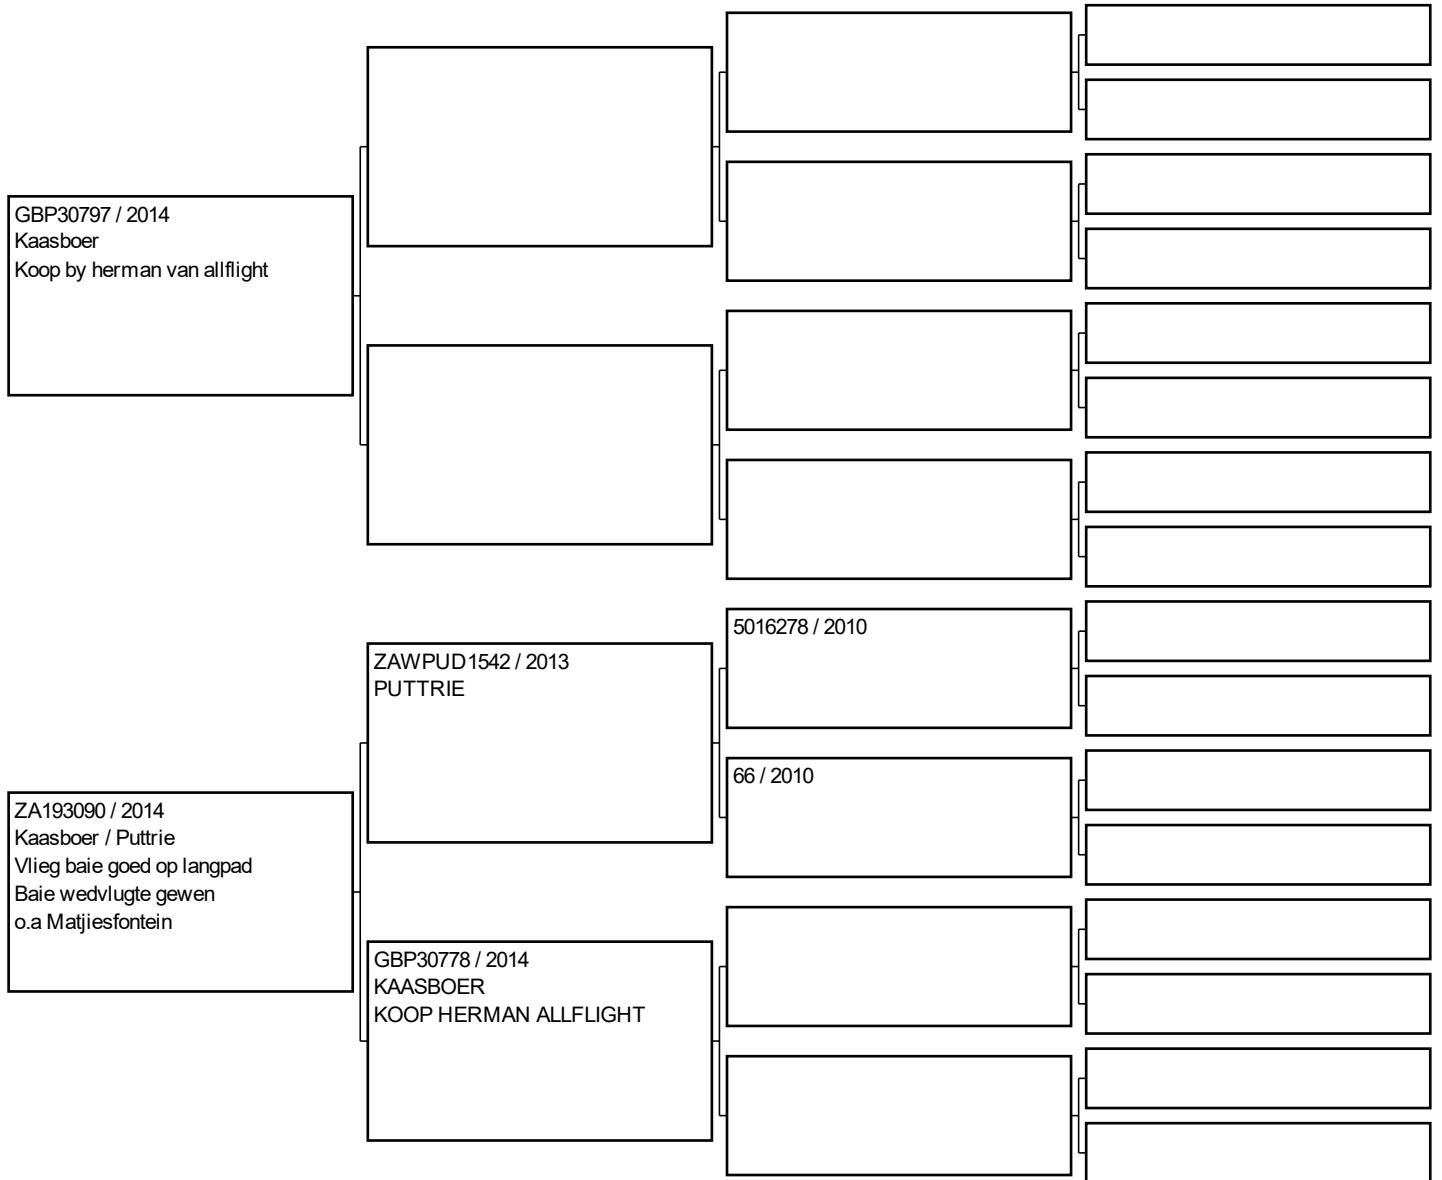 GBP30797 / 2014
Kaasboer
Koop by herman van allflight
ZA193090 / 2014
Kaasboer / Puttrie
Vlieg baie goed op langpad
Baie wedvlugte gewen
o.a Matjiesfontein
ZAWPUD1542 / 2013
PUTTRIE
GBP30778 / 2014
KAASBOER
KOOP HERMAN ALLFLIGHT
5016278 / 2010
66 / 2010